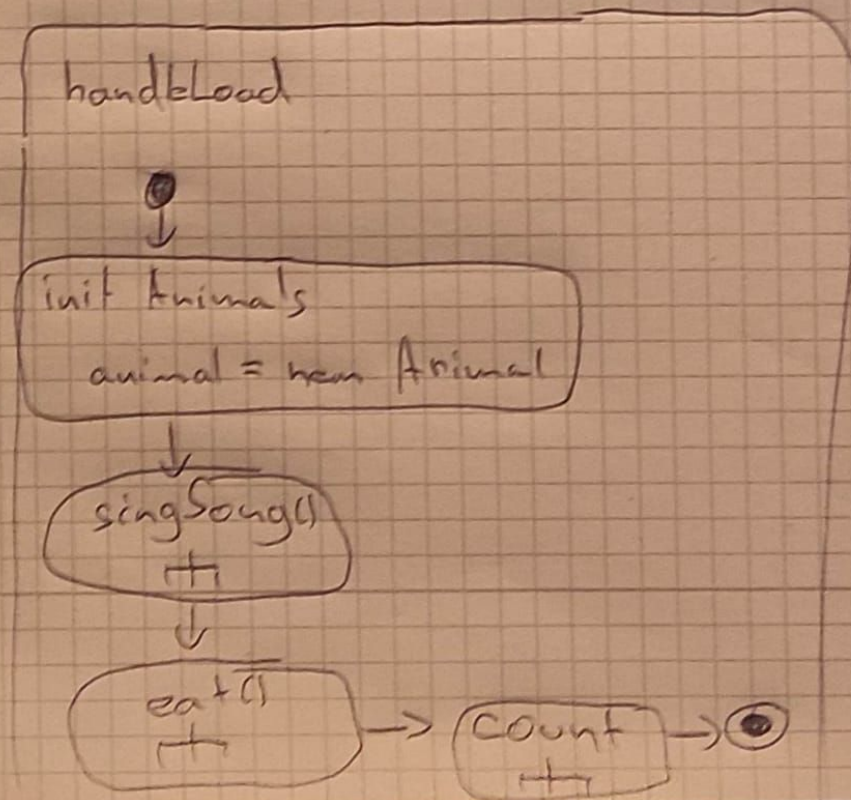 handleLoad
init Animals
animal = new Animal
singSong()
eat()
count